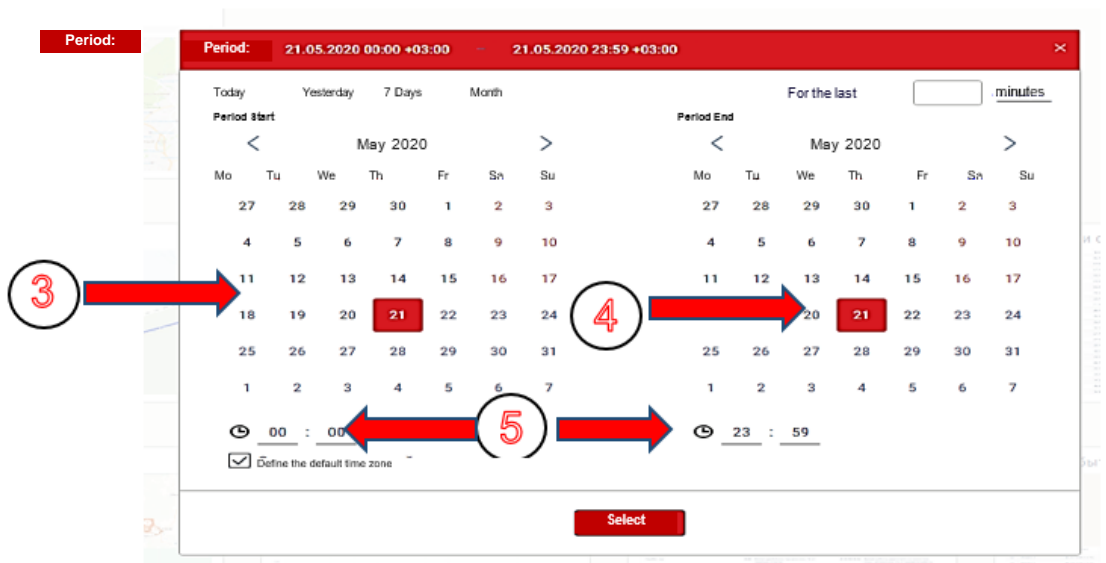 Period:
Period: 21.05.2020 00:00 +03:00 – 21.05.2020 23:59 +03:00 ×
Today Yesterday 7 Days Month For the last minutes
Period Start Period End
< May 2020 > < May 2020 >
Mo Tu We Th Fr Sa Su Mo Tu We Th Fr Sa Su
27 28 29 30 1 2 3 27 28 29 30 1 2 3
4 5 6 7 8 9 10 4 5 6 7 8 9 10
11 12 13 14 15 16 17 11 12 13 14 15 16 17
3 4
18 19 20 21 22 23 24 20 21 22 23 24
25 26 27 28 29 30 31 25 26 27 28 29 30 31
1 2 3 4 5 6 7 1 2 3 4 5 6 7
00 : 00 5 23 : 59
Define the default time zone
Select